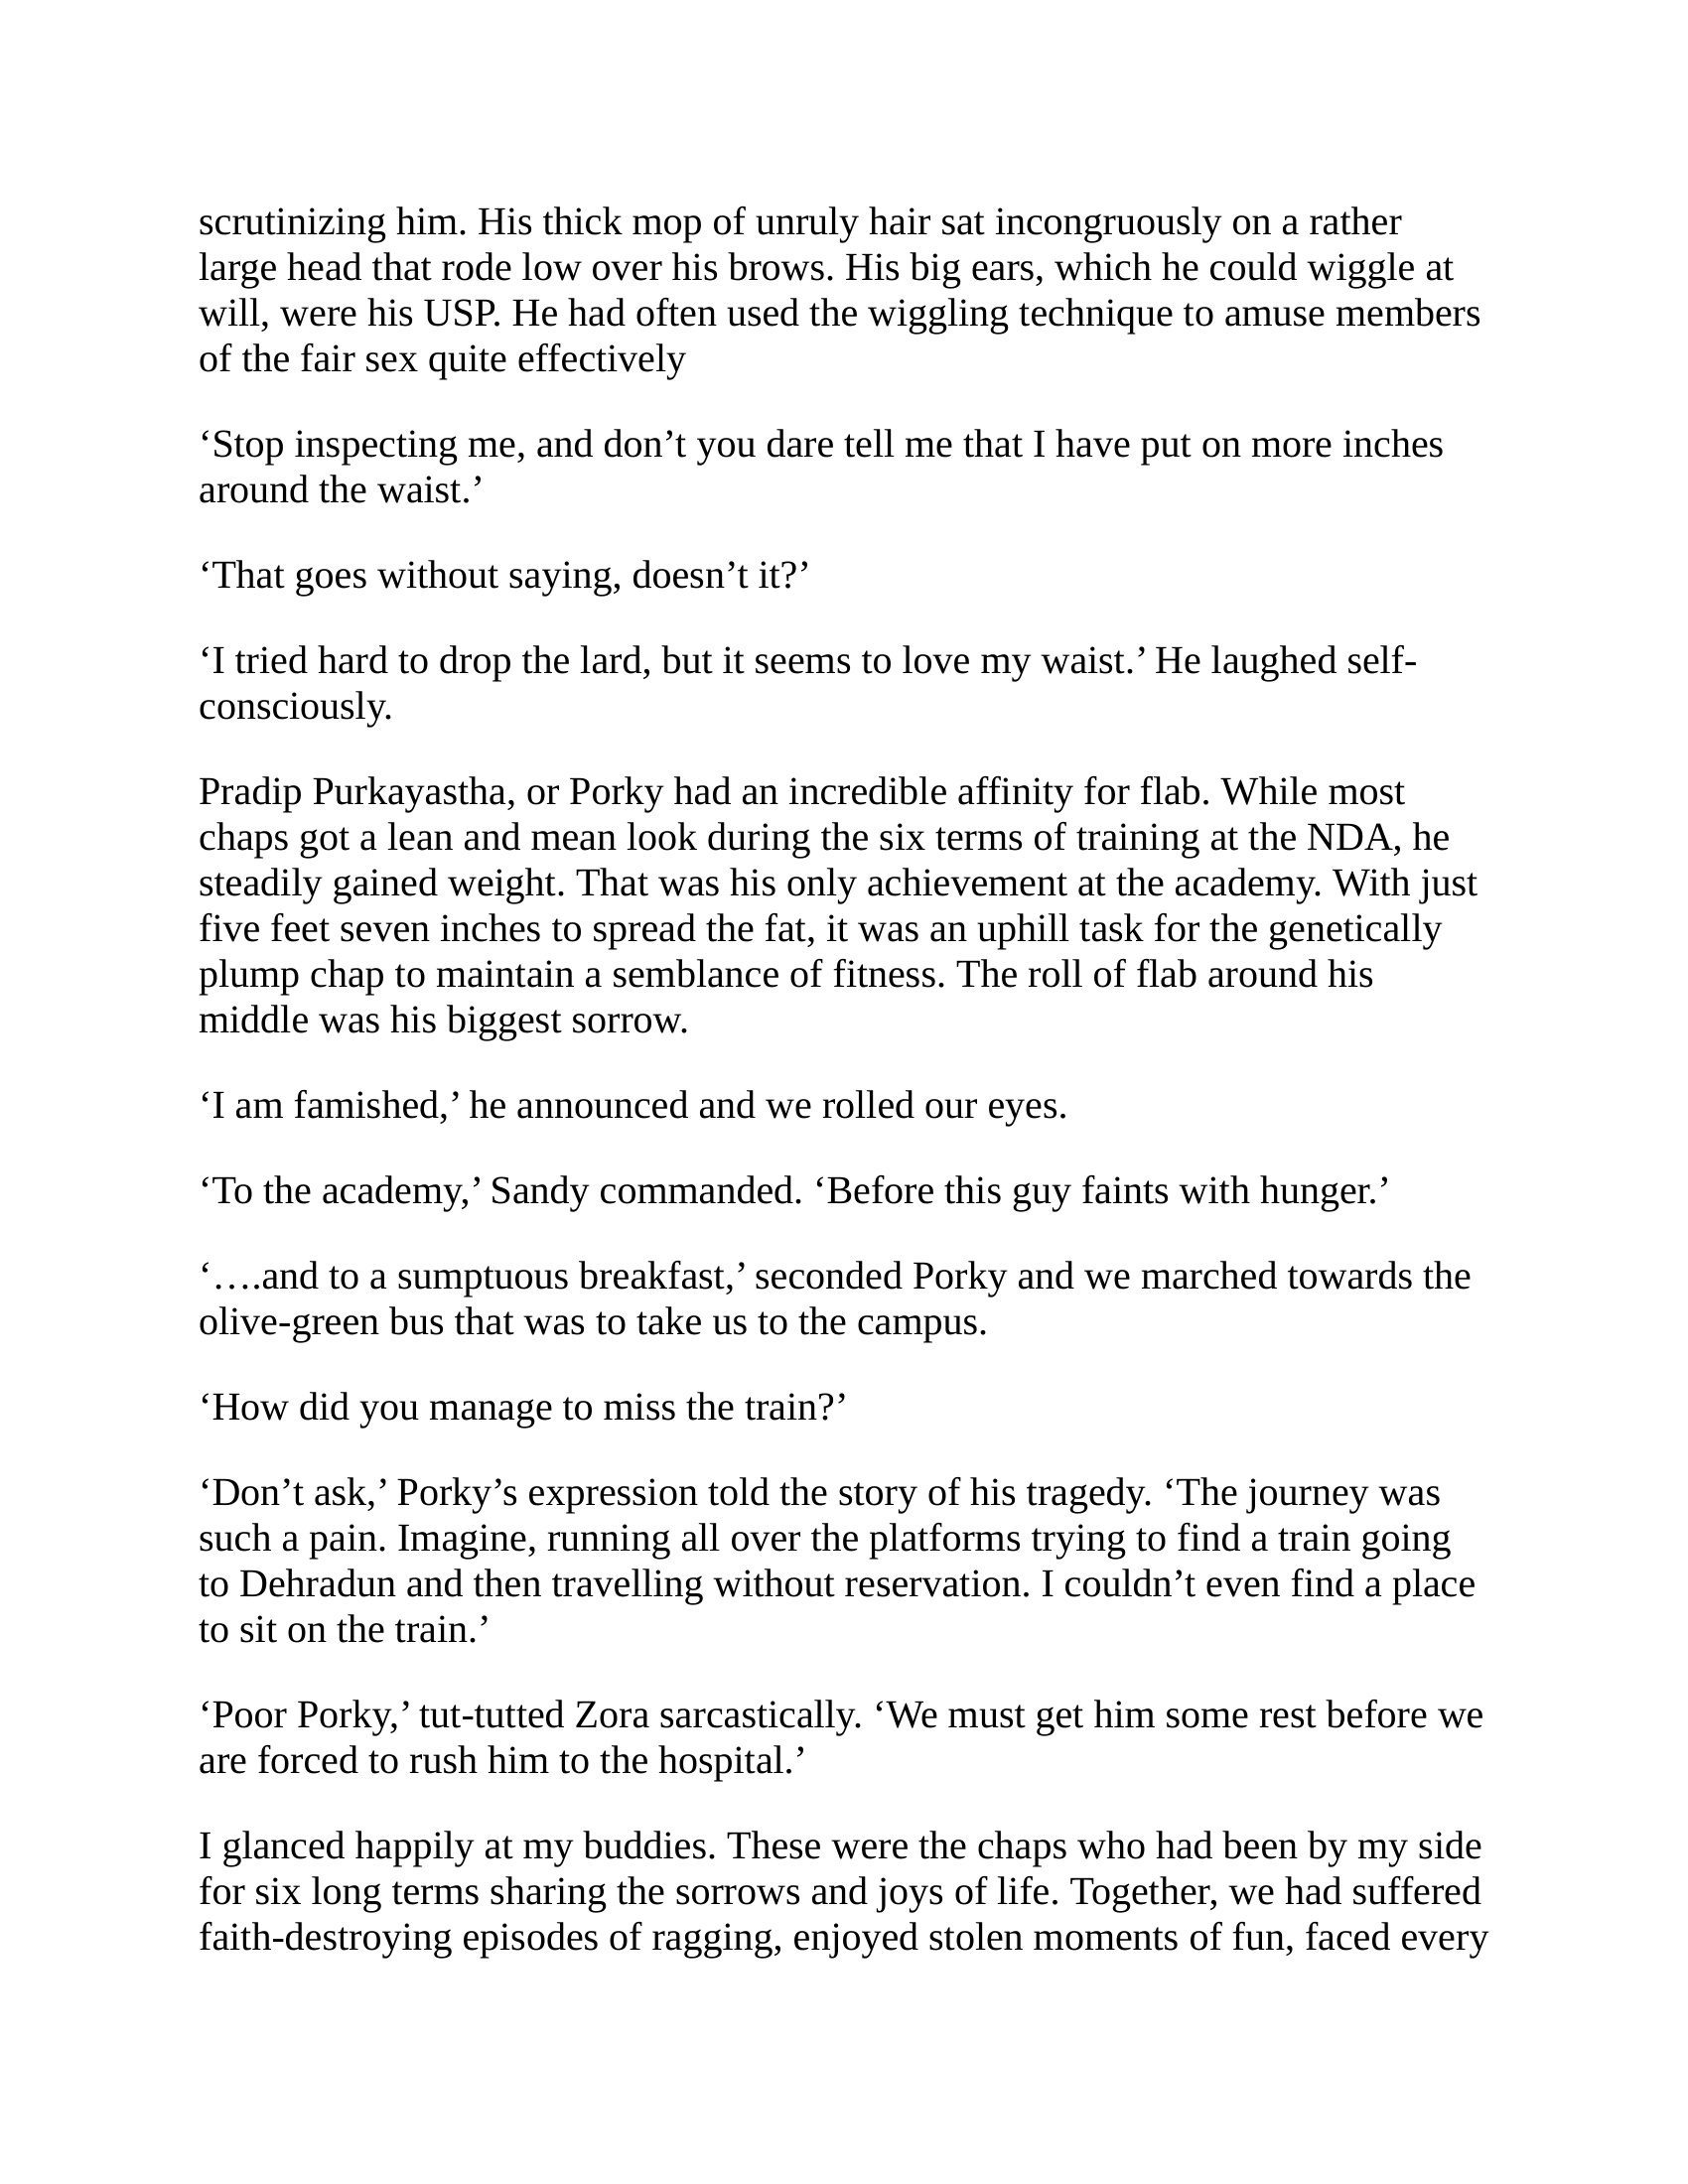 scrutinizing him. His thick mop of unruly hair sat incongruously on a rather
large head that rode low over his brows. His big ears, which he could wiggle at
will, were his USP. He had often used the wiggling technique to amuse members
of the fair sex quite effectively
‘Stop inspecting me, and don’t you dare tell me that I have put on more inches
around the waist.’
‘That goes without saying, doesn’t it?’
‘I tried hard to drop the lard, but it seems to love my waist.’ He laughed self-
consciously.
Pradip Purkayastha, or Porky had an incredible affinity for flab. While most
chaps got a lean and mean look during the six terms of training at the NDA, he
steadily gained weight. That was his only achievement at the academy. With just
five feet seven inches to spread the fat, it was an uphill task for the genetically
plump chap to maintain a semblance of fitness. The roll of flab around his
middle was his biggest sorrow.
‘I am famished,’ he announced and we rolled our eyes.
‘To the academy,’ Sandy commanded. ‘Before this guy faints with hunger.’
‘….and to a sumptuous breakfast,’ seconded Porky and we marched towards the
olive-green bus that was to take us to the campus.
‘How did you manage to miss the train?’
‘Don’t ask,’ Porky’s expression told the story of his tragedy. ‘The journey was
such a pain. Imagine, running all over the platforms trying to find a train going
to Dehradun and then travelling without reservation. I couldn’t even find a place
to sit on the train.’
‘Poor Porky,’ tut-tutted Zora sarcastically. ‘We must get him some rest before we
are forced to rush him to the hospital.’
I glanced happily at my buddies. These were the chaps who had been by my side
for six long terms sharing the sorrows and joys of life. Together, we had suffered
faith-destroying episodes of ragging, enjoyed stolen moments of fun, faced every